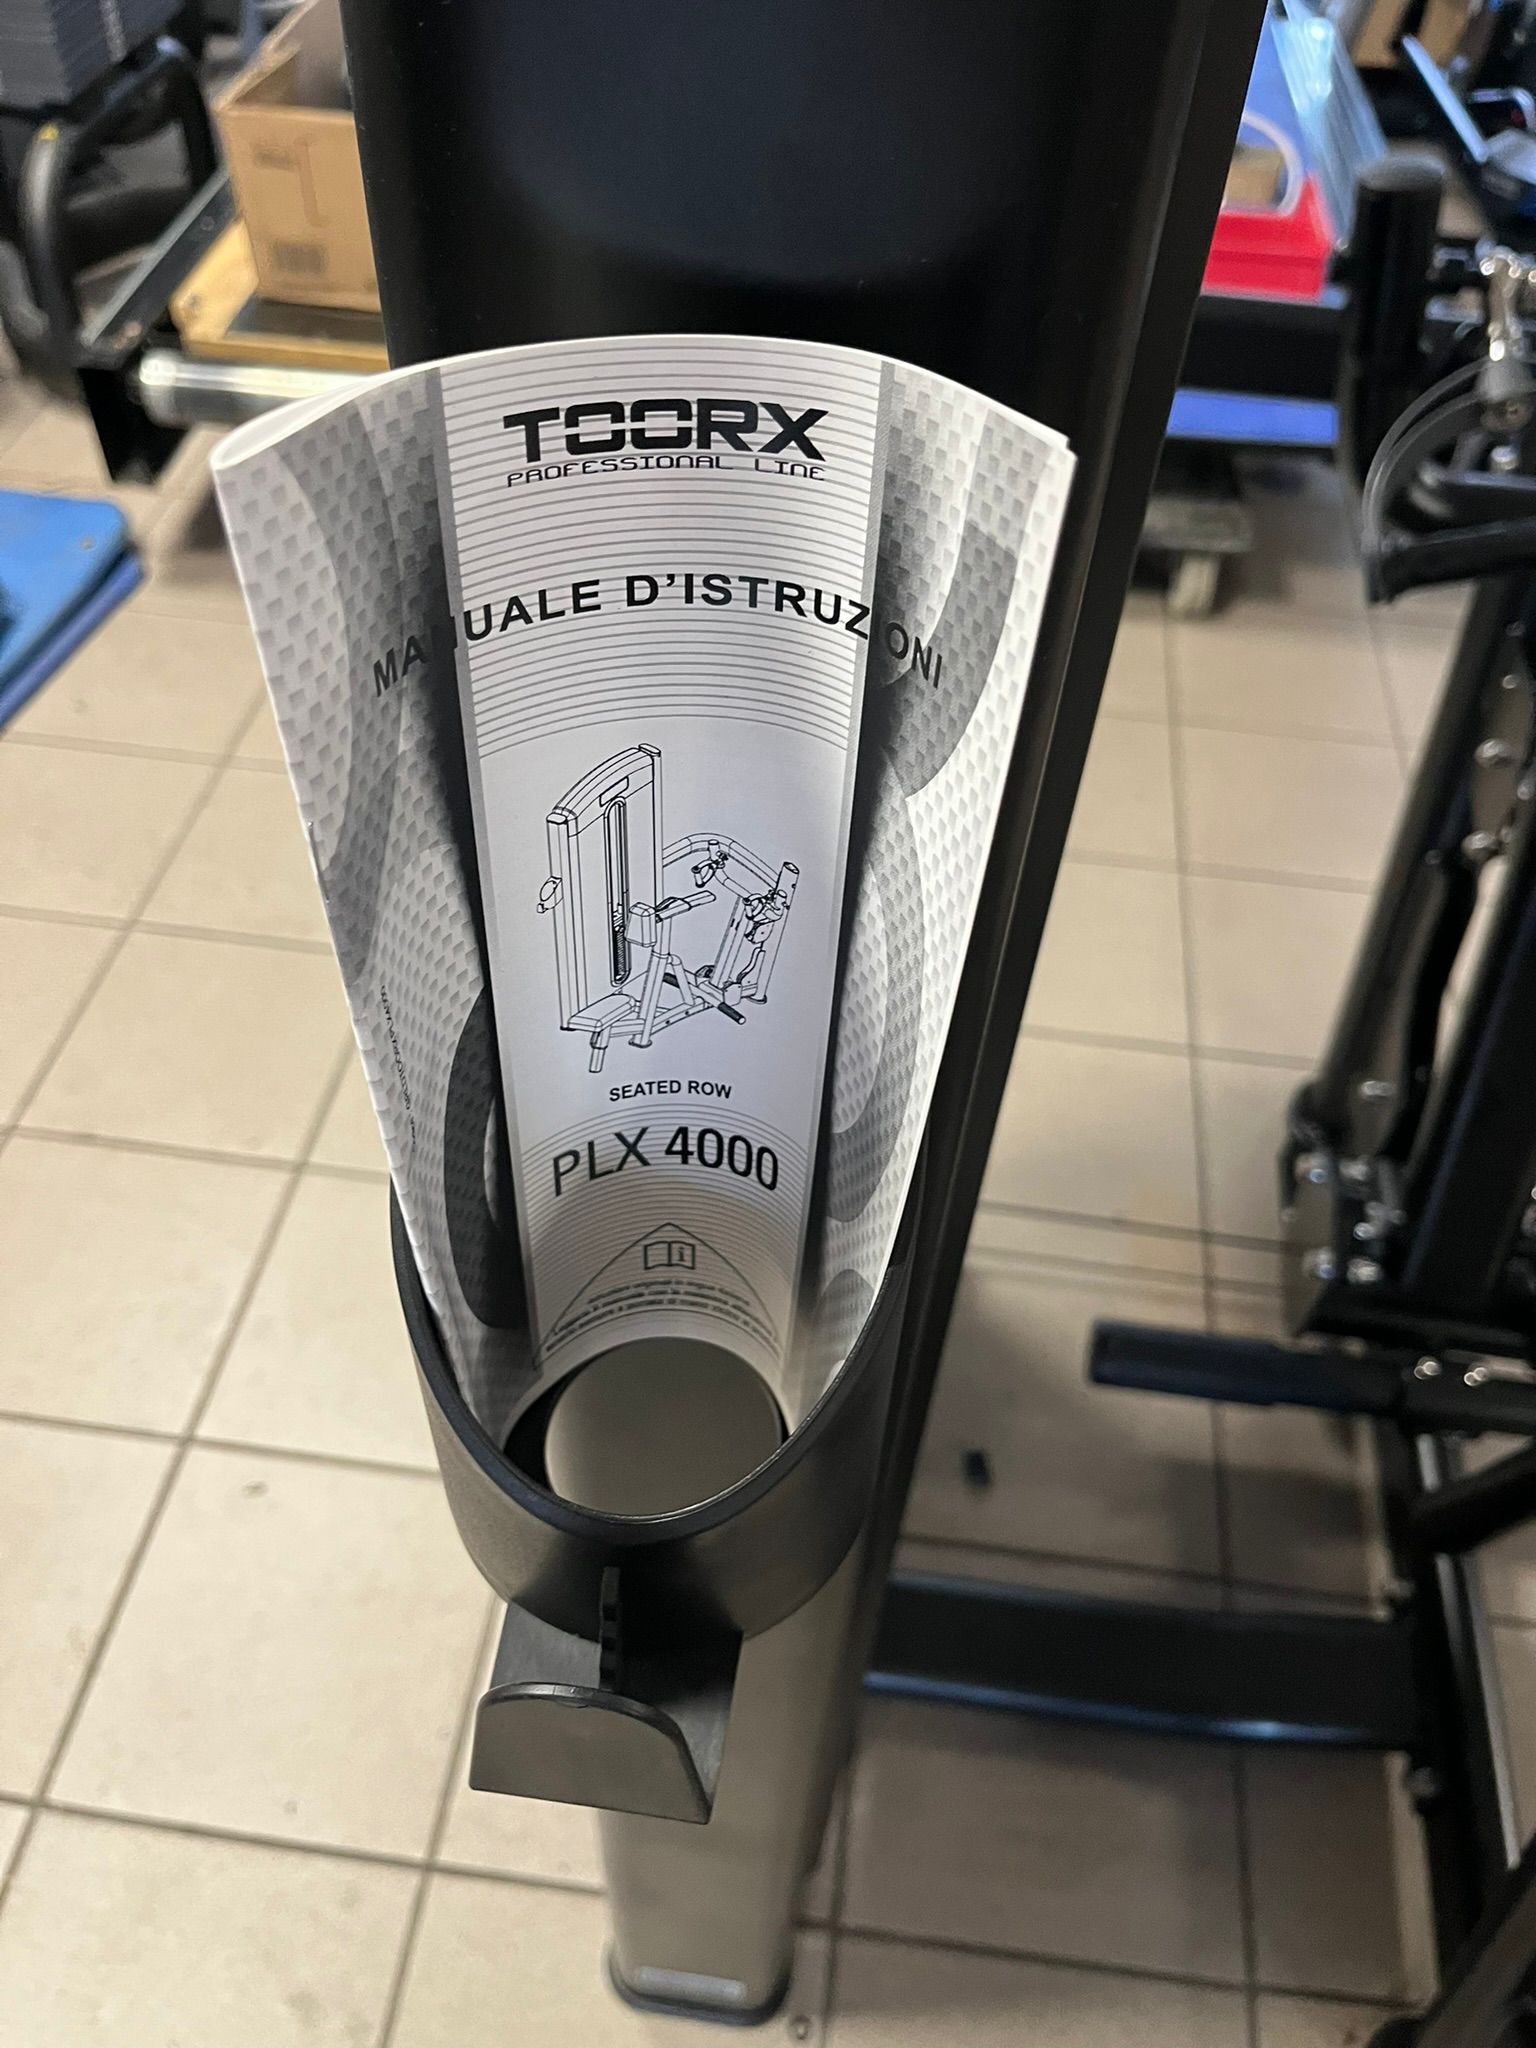 TOORX
PROFESSIONAL LINE
MANUALE D'ISTRUZIONI
SEATED ROW
PLX 4000